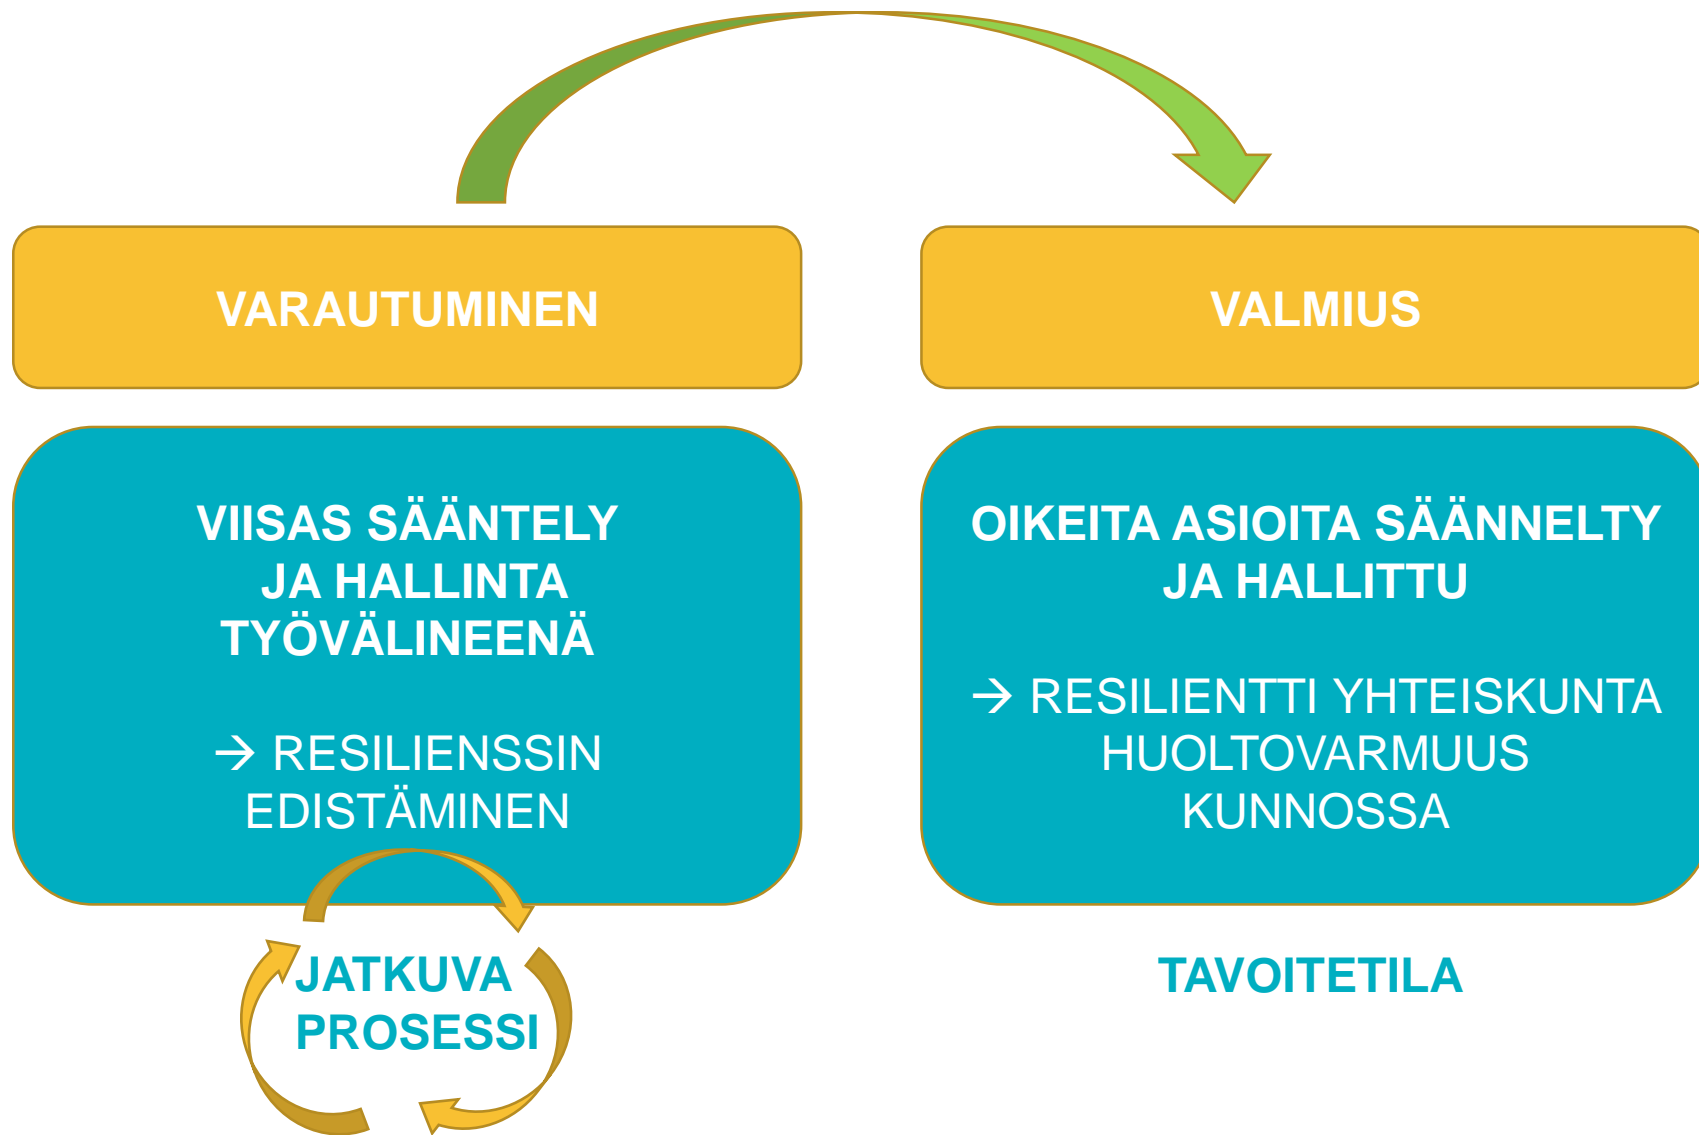 VARAUTUMINEN
VIISAS SÄÄNTELY
JA HALLINTA
TYÖVÄLINEENÄ
→ RESILIENSSIN
EDISTÄMINEN
JATKUVA
PROSESSI
VALMIUS
OIKEITA ASIOITA SÄÄNNELTY
JA HALLITTU
→ RESILIENTTI YHTEISKUNTA
HUOLTOVARMUUS
KUNNOSSA
TAVOITETILA